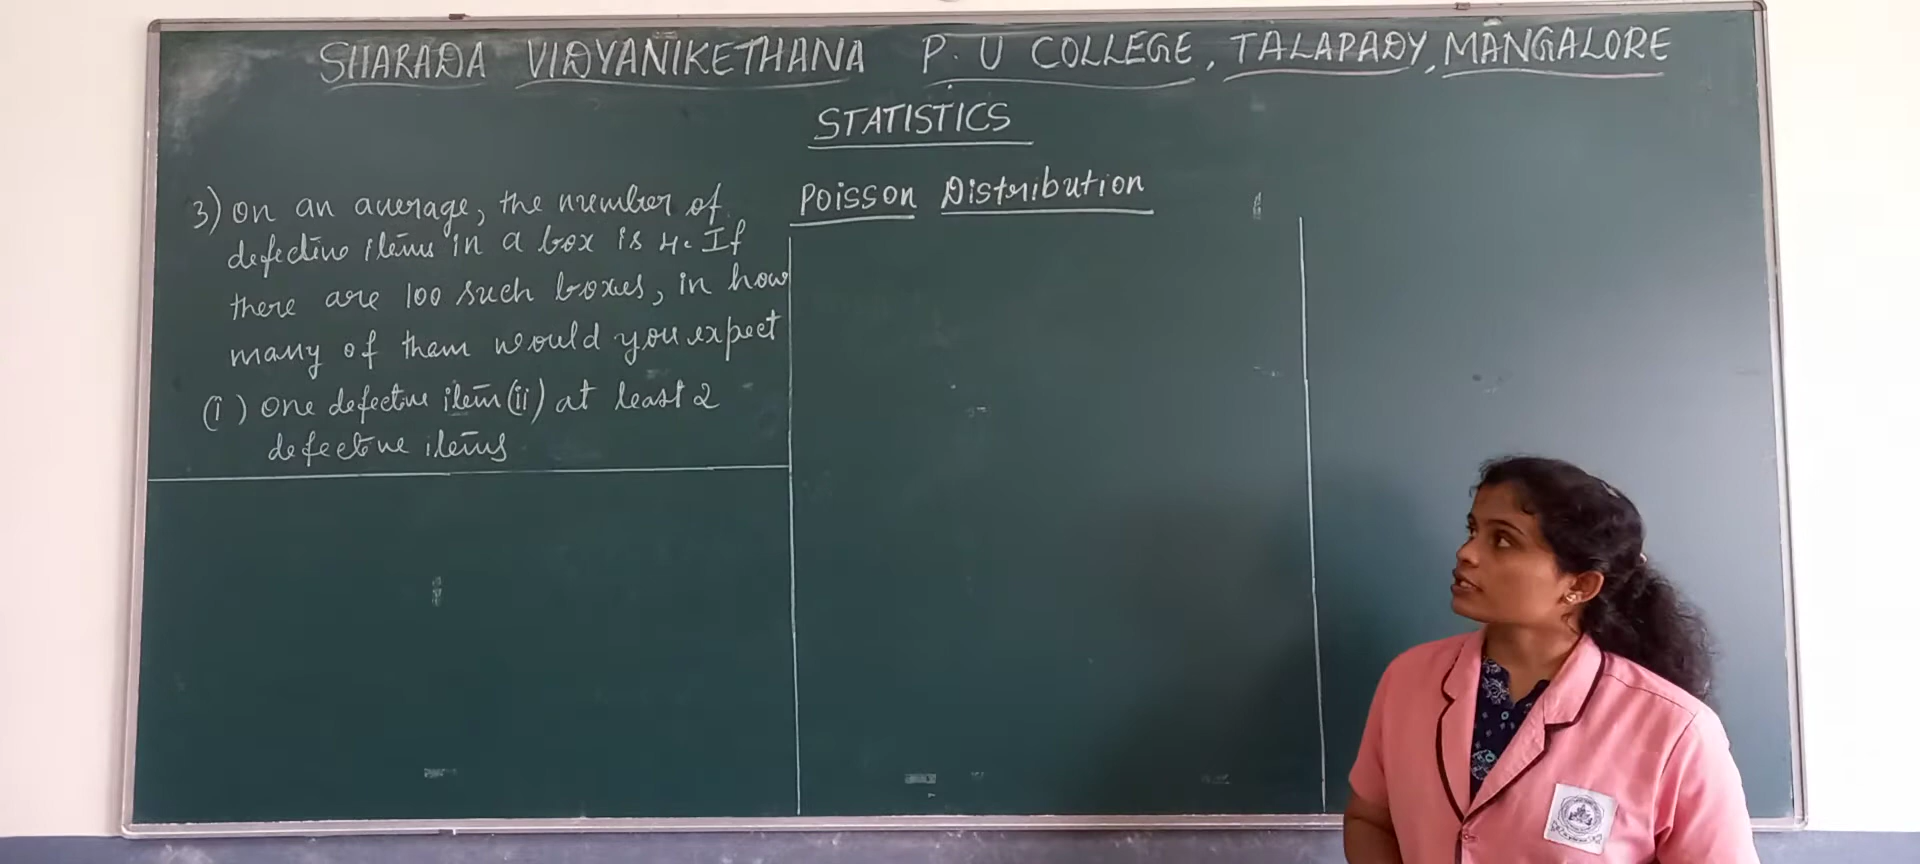 SHARADA VIDYANIKETHANA P.U COLLEGE, TALAPADY, MANGALORE
STATISTICS
Poisson Distribution
3) On an average, the number of
defective items in a box is 4. If
there are 100 such boxes, in how
many of them would you expect
(i) One defective item (ii) at least 2
defective items